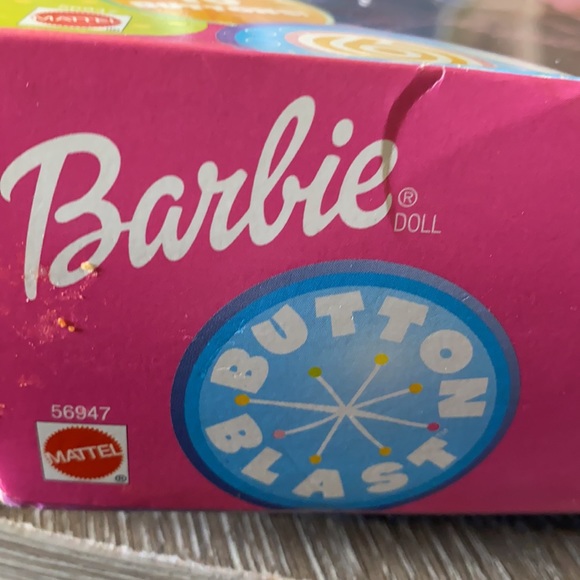 MATTEL
Barbie®
DOLL
BUTTON
BLAST
56947
MATTEL®